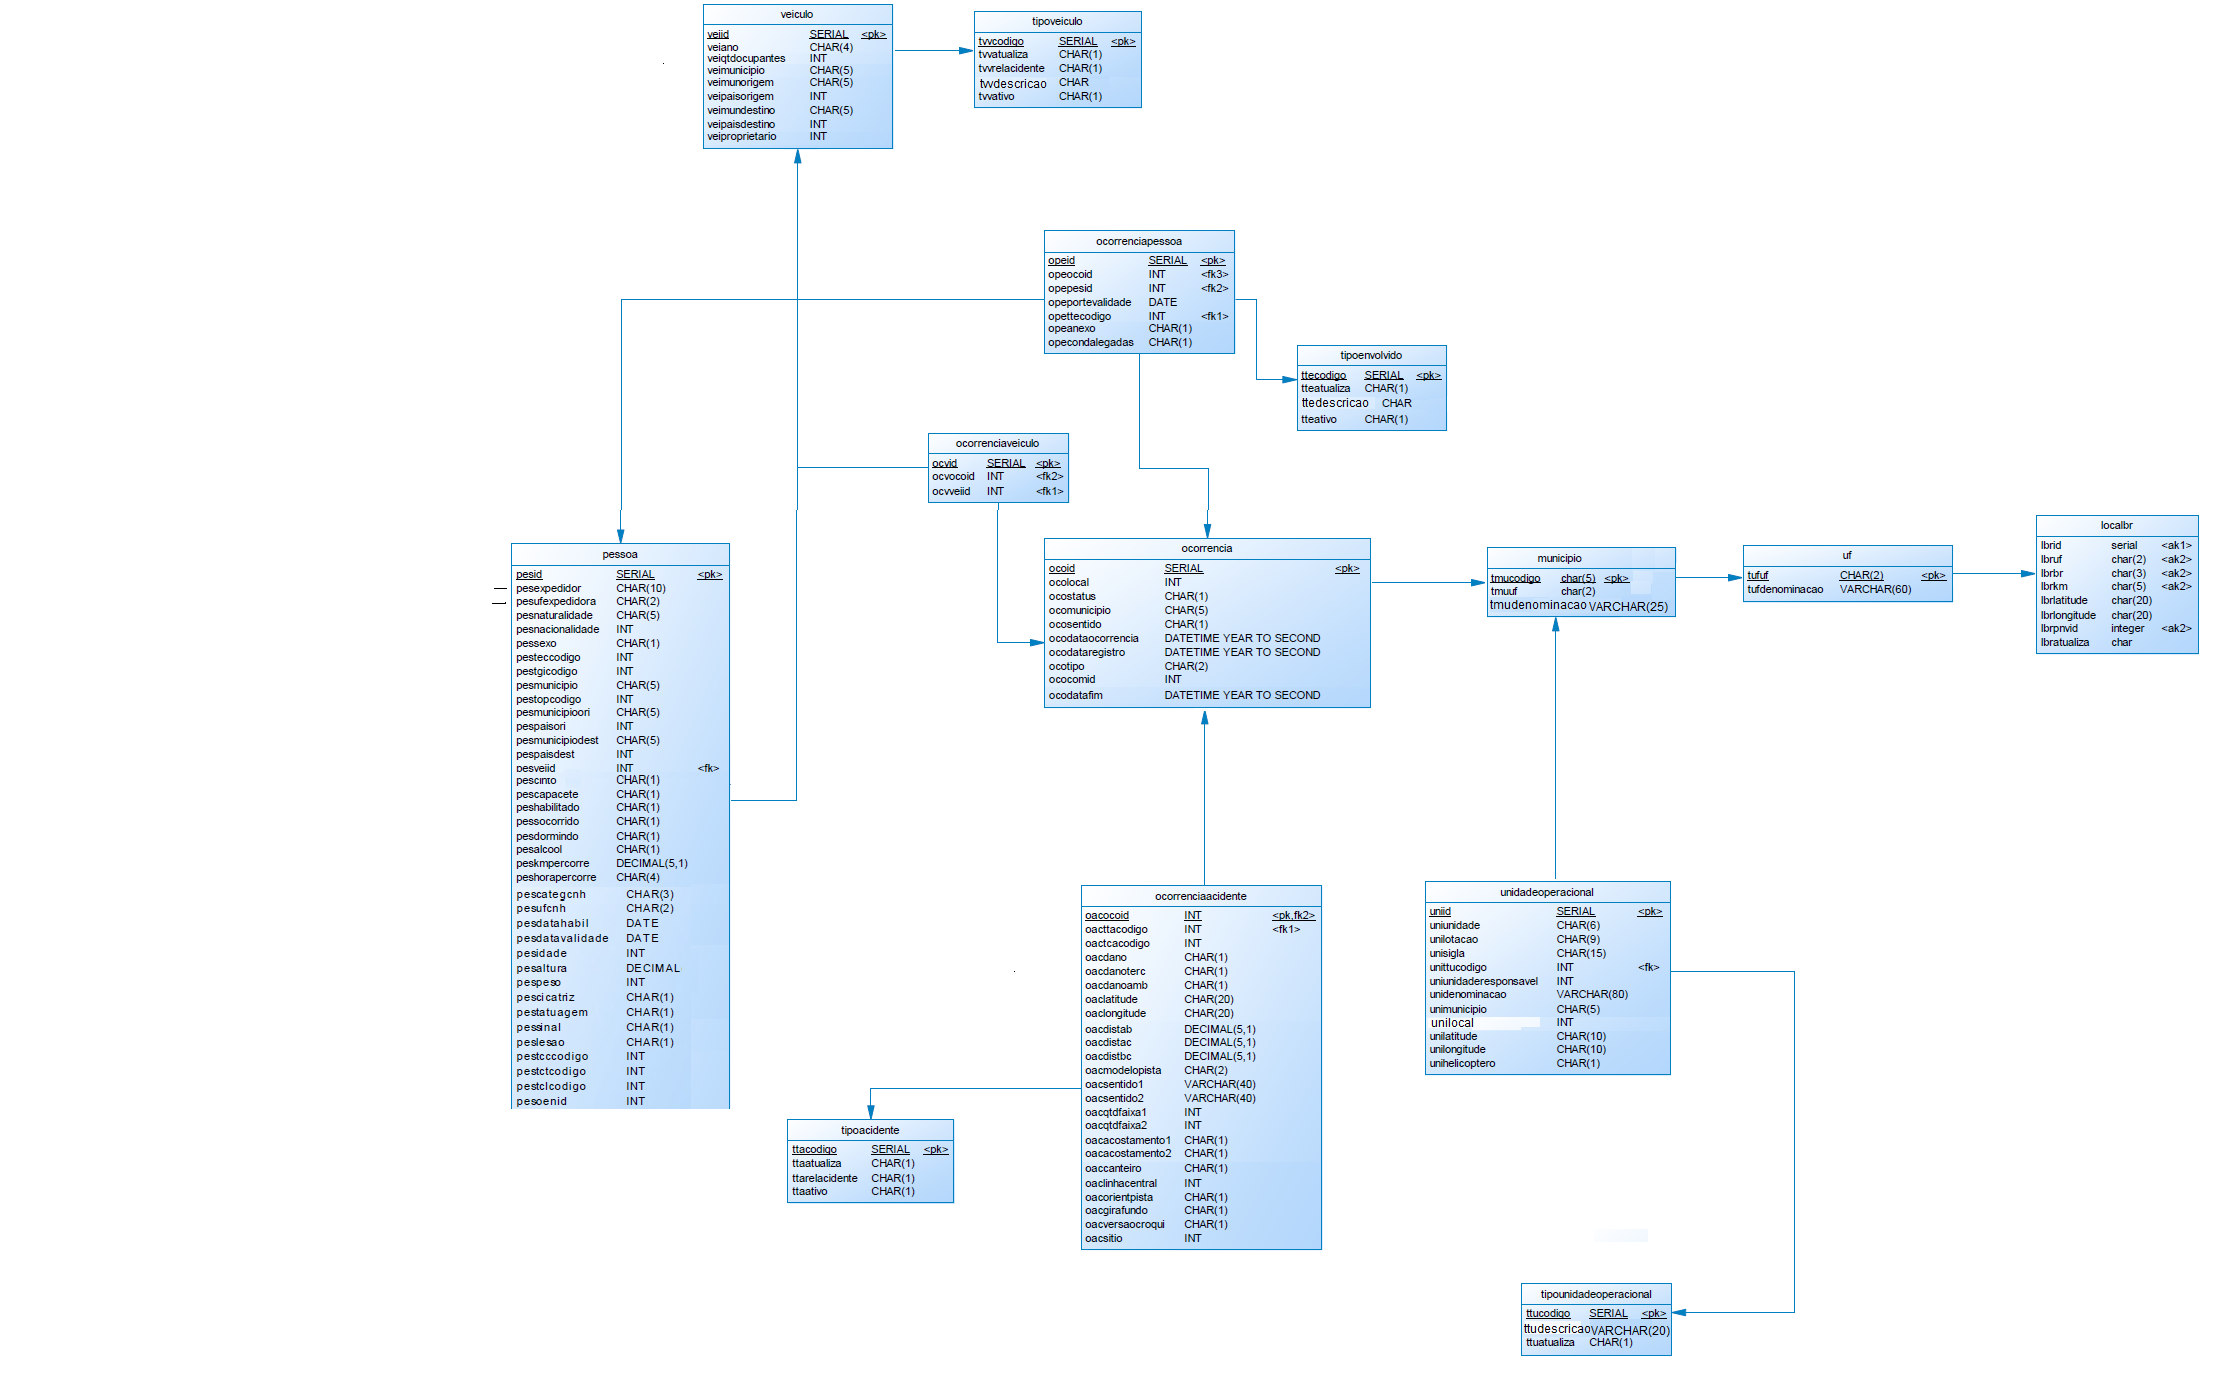 veiculo
veiid SERIAL <pk>
veiano CHAR(4)
veiqtdocupantes INT
veimunicipio CHAR(5)
veimunorigem CHAR(5)
veipaisorigem INT
veimundestino CHAR(5)
veipaisdestino INT
veiproprietario INT
tipoveiculo
tvvcodigo SERIAL <pk>
tvvatualiza CHAR(1)
tvvrelacidente CHAR(1)
tvvdescricao CHAR
tvvativo CHAR(1)
ocorrenciapessoa
opeid SERIAL <pk>
opeocoid INT <fk3>
opepesid INT <fk2>
opeportevalidade DATE
opettecodigo INT <fk1>
opeanexo CHAR(1)
opecondalegadas CHAR(1)
tipoenvolvido
ttecodigo SERIAL <pk>
tteatualiza CHAR(1)
ttedescricao CHAR
tteativo CHAR(1)
ocorrenciaveiculo
ocvid SERIAL <pk>
ocvocoid INT <fk2>
ocvveiid INT <fk1>
pessoa
pesid SERIAL <pk>
pesexpedidor CHAR(10)
pesufexpedidora CHAR(2)
pesnaturalidade CHAR(5)
pesnacionalidade INT
pessexo CHAR(1)
pesteccodigo INT
pestgicodigo INT
pesmunicipio CHAR(5)
pestopcodigo INT
pesmunicipioori CHAR(5)
pespaisori INT
pesmunicipiodest CHAR(5)
pespaisdest INT
pesveiid INT <fk>
pescinto CHAR(1)
pescapacete CHAR(1)
peshabilitado CHAR(1)
pessocorrido CHAR(1)
pesdormindo CHAR(1)
pesalcool CHAR(1)
peskmpercorre DECIMAL(5,1)
peshorapercorre CHAR(4)
pescategcnh CHAR(3)
pesufcnh CHAR(2)
pesdatahabil DATE
pesdatavalidade DATE
pesidade INT
pesaltura DECIMAL
pespeso INT
pescicatriz CHAR(1)
pestatuagem CHAR(1)
pessinal CHAR(1)
peslesao CHAR(1)
pestcccodigo INT
pestctcodigo INT
pestclcodigo INT
pesoenid INT
ocorrencia
ocoid SERIAL <pk>
ocolocal INT
ocostatus CHAR(1)
ocomunicipio CHAR(5)
ocosentido CHAR(1)
ocodataocorrencia DATETIME YEAR TO SECOND
ocodataregistro DATETIME YEAR TO SECOND
ocotipo CHAR(2)
ococomid INT
ocodatafim DATETIME YEAR TO SECOND
municipio
tmucodigo char(5) <pk>
tmuuf char(2)
tmudenominacao VARCHAR(25)
uf
tufuf CHAR(2) <pk>
tufdenominacao VARCHAR(60)
localbr
lbrid serial <ak1>
lbruf char(2) <ak2>
lbrbr char(3) <ak2>
lbrkm char(5) <ak2>
lbrlatitude char(20)
lbrlongitude char(20)
lbrpnvid integer <ak2>
lbratualiza char
ocorrenciaacidente
oacocoid INT <pk,fk2>
oacttacodigo INT <fk1>
oactcacodigo INT
oacdano CHAR(1)
oacdanoterc CHAR(1)
oacdanoamb CHAR(1)
oaclatitude CHAR(20)
oaclongitude CHAR(20)
oacdistab DECIMAL(5,1)
oacdistac DECIMAL(5,1)
oacdistbc DECIMAL(5,1)
oacmodelopista CHAR(2)
oacsentido1 VARCHAR(40)
oacsentido2 VARCHAR(40)
oacqtdfaixa1 INT
oacqtdfaixa2 INT
oacacostamento1 CHAR(1)
oacacostamento2 CHAR(1)
oaccanteiro CHAR(1)
oaclinhacentral INT
oacorientpista CHAR(1)
oacgirafundo CHAR(1)
oacversaocroqui CHAR(1)
oacsitio INT
unidadeoperacional
uniid SERIAL <pk>
uniunidade CHAR(6)
unilotacao CHAR(9)
unisigla CHAR(15)
unittucodigo INT <fk>
uniunidaderesponsavel INT
unidenominacao VARCHAR(80)
unimunicipio CHAR(5)
unilocal INT
unilatitude CHAR(10)
unilongitude CHAR(10)
unihelicoptero CHAR(1)
tipoacidente
ttacodigo SERIAL <pk>
ttaatualiza CHAR(1)
ttarelacidente CHAR(1)
ttaativo CHAR(1)
tipounidadeoperacional
ttucodigo SERIAL <pk>
ttudescricao VARCHAR(20)
ttuatualiza CHAR(1)